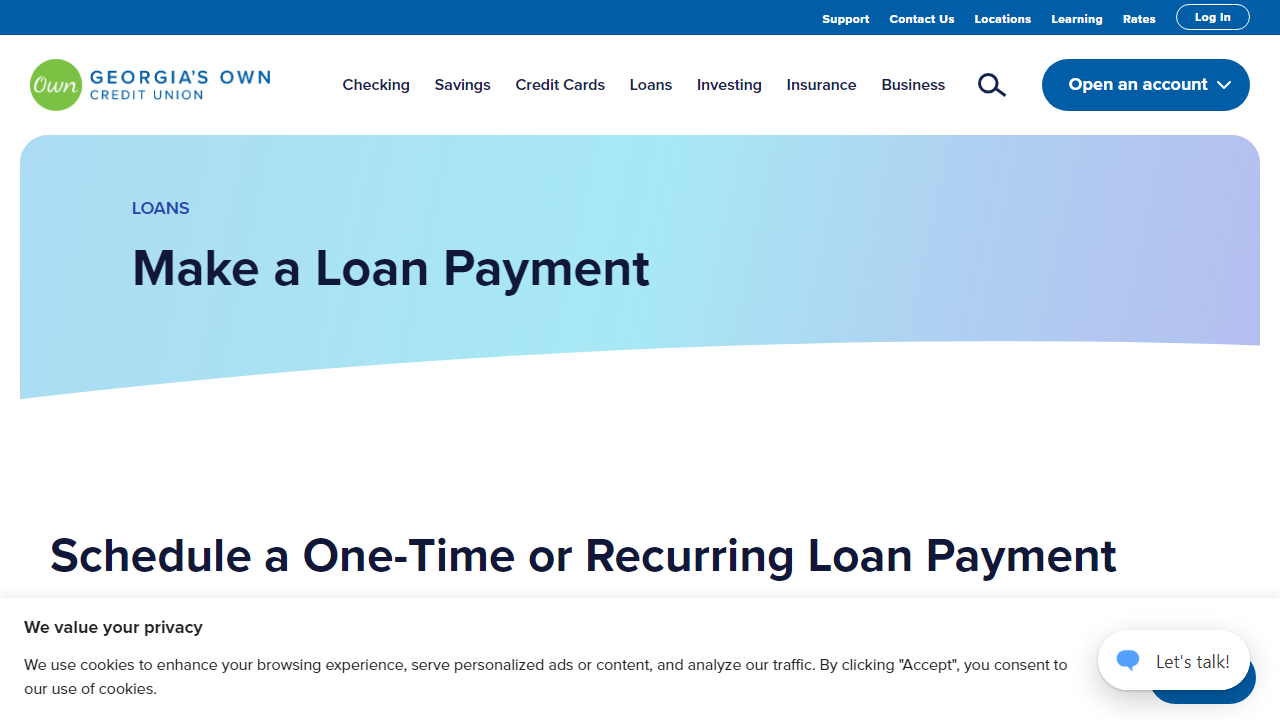 Support Contact Us Locations Learning Rates Log In
Own GEORGIA'S OWN
CREDIT UNION
Checking Savings Credit Cards Loans Investing Insurance Business Open an account
LOANS
Make a Loan Payment
Schedule a One-Time or Recurring Loan Payment
We value your privacy
We use cookies to enhance your browsing experience, serve personalized ads or content, and analyze our traffic. By clicking "Accept", you consent to
our use of cookies.
Let's talk!